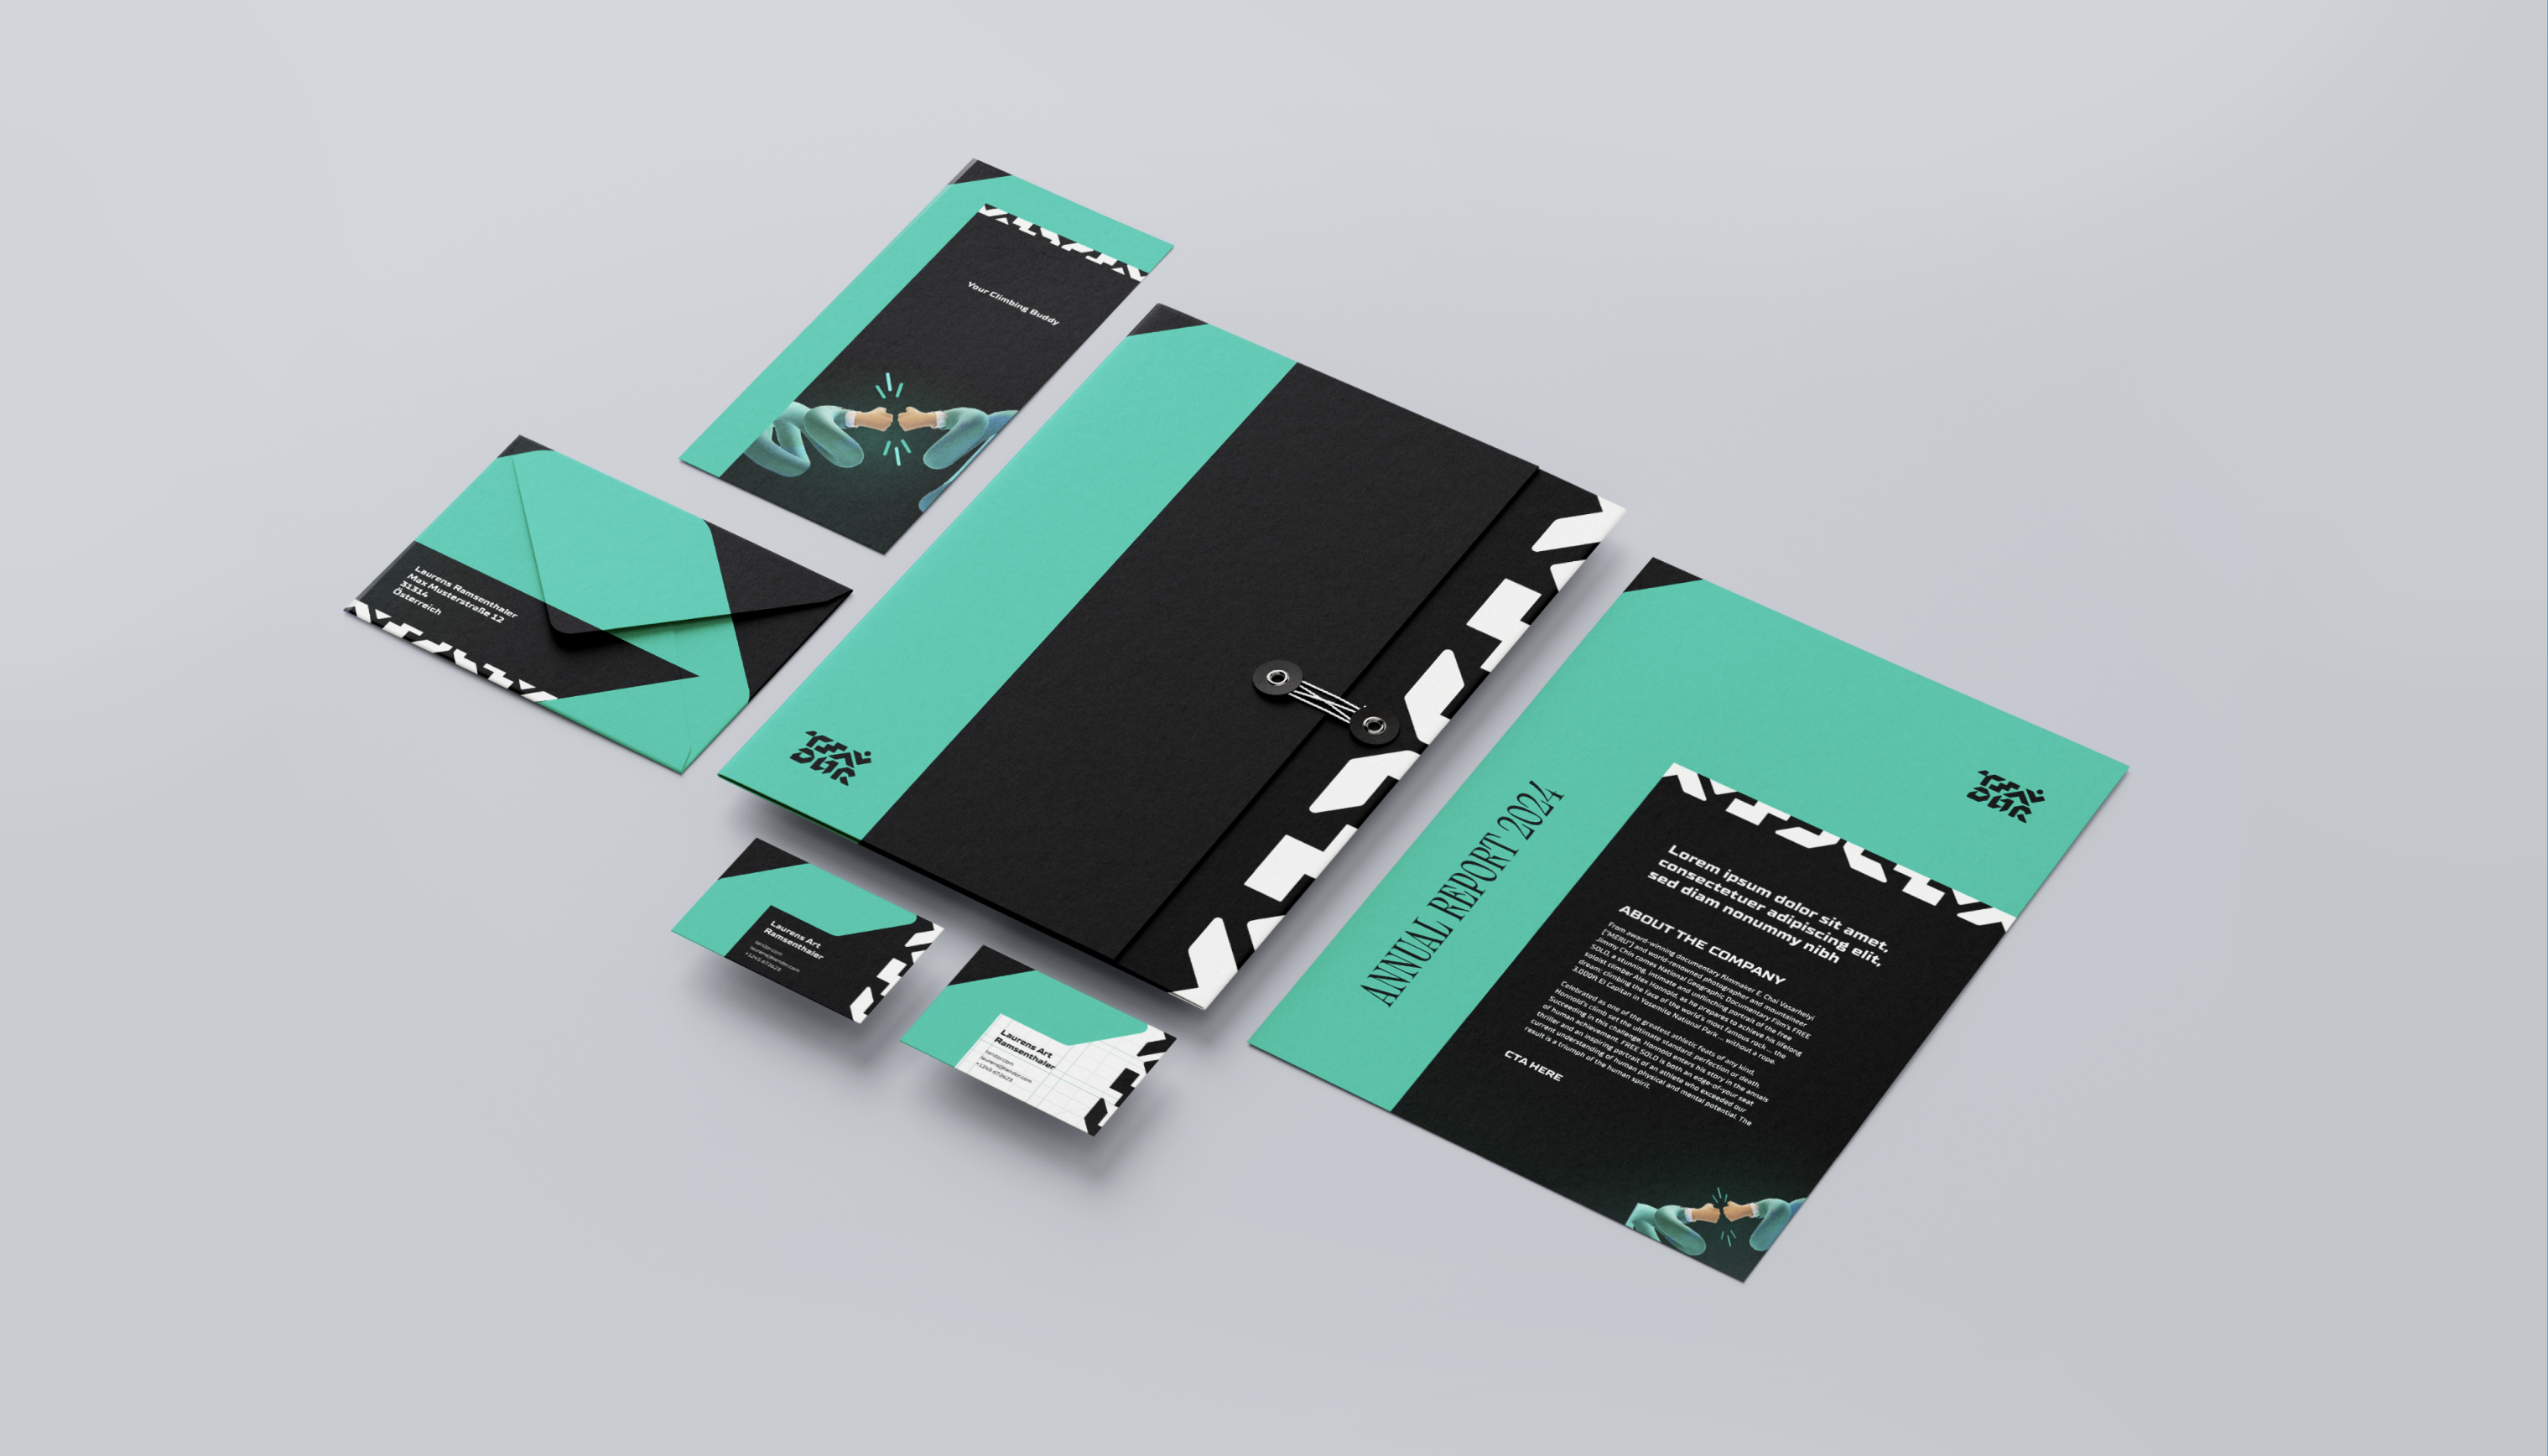 Your Climbing Buddy
Laurens Ramsenthaler
Max Musterstraße 12
31314
Österreich
Laurens Art
Ramsenthaler
Laurens Art
Ramsenthaler
ANNUAL REPORT 2024
Lorem ipsum dolor sit amet,
consectetuer adipiscing elit,
sed diam nonummy nibh
ABOUT THE COMPANY
From award-winning documentary filmmaker E. Chai Vasarhelyi
("MERU") and world-renowned photographer and mountaineer
Jimmy Chin comes National Geographic Documentary Film's FREE
SOLO, a stunning, intimate and unflinching portrait of the free
soloist climber Alex Honnold, as he prepares to achieve his lifelong
dream: climbing the face of the world's most famous rock ... the
3,000ft El Capitan in Yosemite National Park ... without a rope.
Celebrated as one of the greatest athletic feats of any kind,
Honnold's climb set the ultimate standard: perfection or death.
Succeeding in this challenge, Honnold enters his story in the annals
of human achievement. FREE SOLO is both an edge-of-your seat
thriller and an inspiring portrait of an athlete who exceeded our
current understanding of human physical and mental potential. The
result is a triumph of the human spirit.
CTA HERE